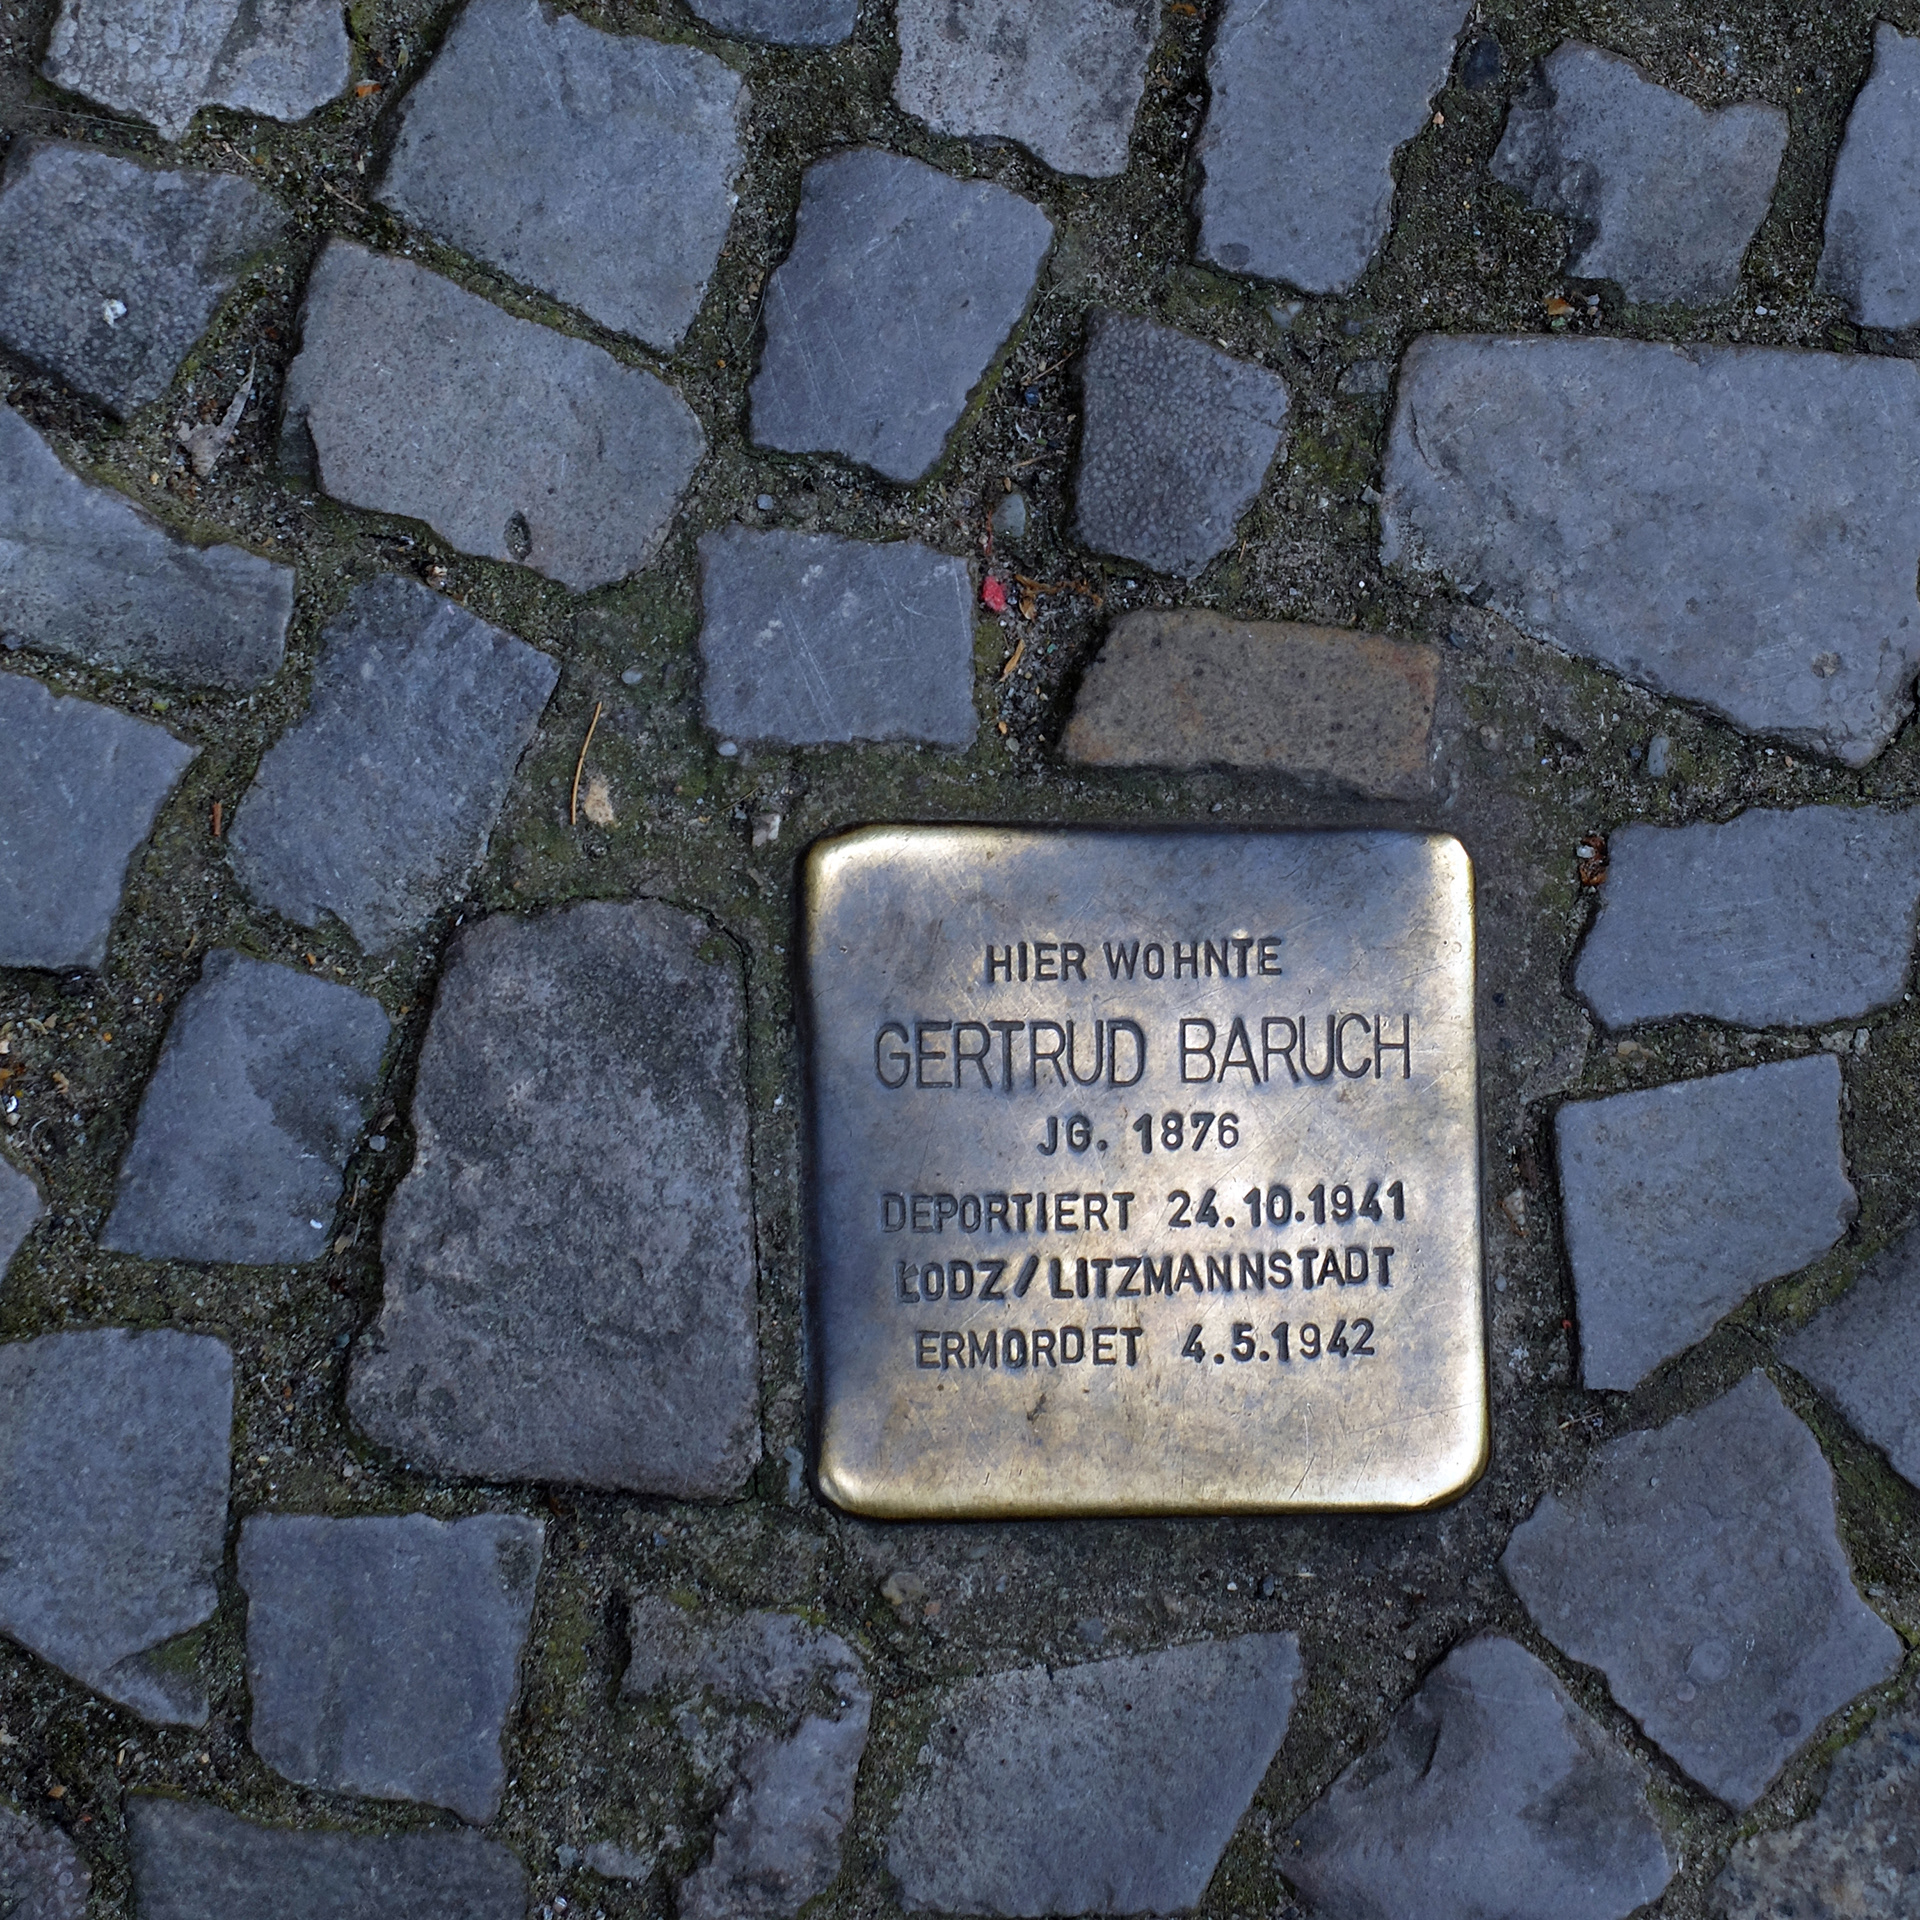 HIER WOHNTE
GERTRUD BARUCH
JG. 1876
DEPORTIERT 24.10.1941
ŁODZ/LITZMANNSTADT
ERMORDET 4.5.1942